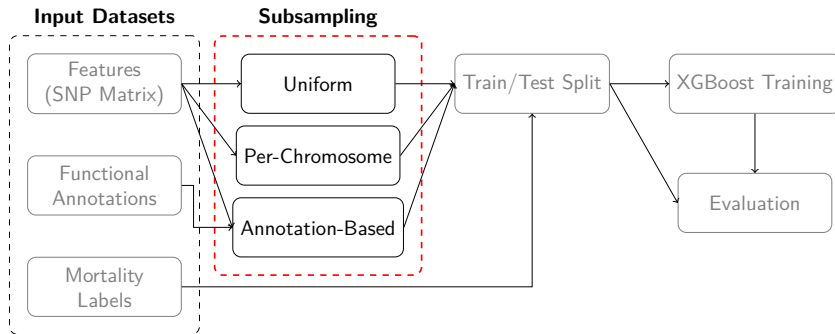 Input Datasets
Subsampling
Features
(SNP Matrix)
Uniform
Train/Test Split
XGBoost Training
Per-Chromosome
Functional
Annotations
Annotation-Based
Evaluation
Mortality
Labels